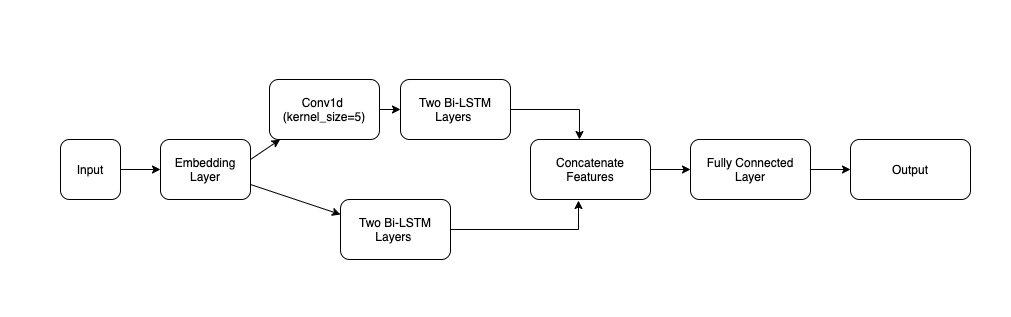 Input
Embedding
Layer
Conv1d
(kernel_size=5)
Two Bi-LSTM
Layers
Two Bi-LSTM
Layers
Concatenate
Features
Fully Connected
Layer
Output